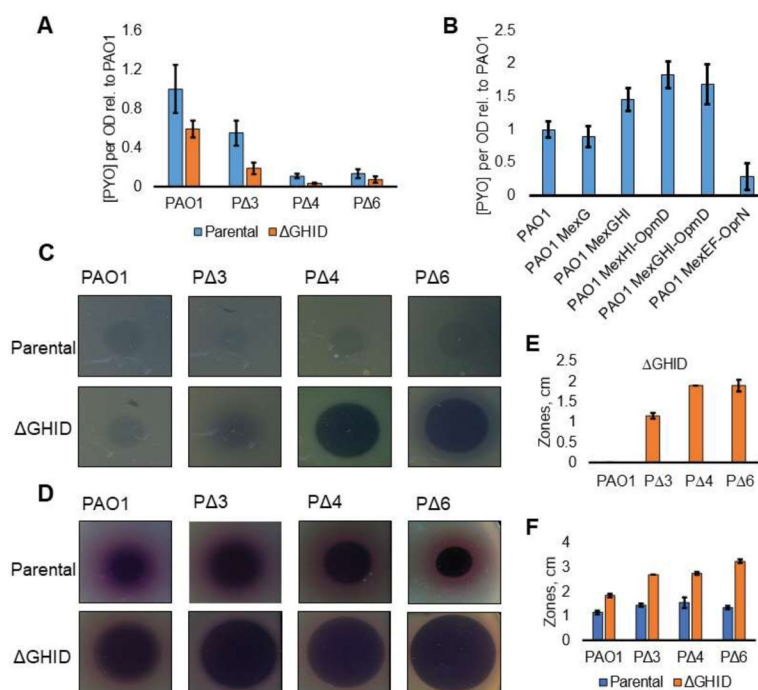 A
[PYO] per OD rel. to PAO1
1.6
1.2
0.8
0.4
0
PAO1 PΔ3 PΔ4 PΔ6
Parental ΔGHID
B
[PYO] per OD rel. to PAO1
2.5
2
1.5
1
0.5
0
PAO1
PAO1 MexG
PAO1 MexGHI
PAO1 MexHI-OpmD
PAO1 MexGHI-OpmD
PAO1 MexEF-OprN
C
PAO1 PΔ3 PΔ4 PΔ6
Parental
ΔGHID
D
PAO1 PΔ3 PΔ4 PΔ6
Parental
ΔGHID
E
ΔGHID
Zones, cm
2.5
2
1.5
1
0.5
0
PAO1 PΔ3 PΔ4 PΔ6
F
Zones, cm
4
3
2
1
0
PAO1 PΔ3 PΔ4 PΔ6
Parental ΔGHID